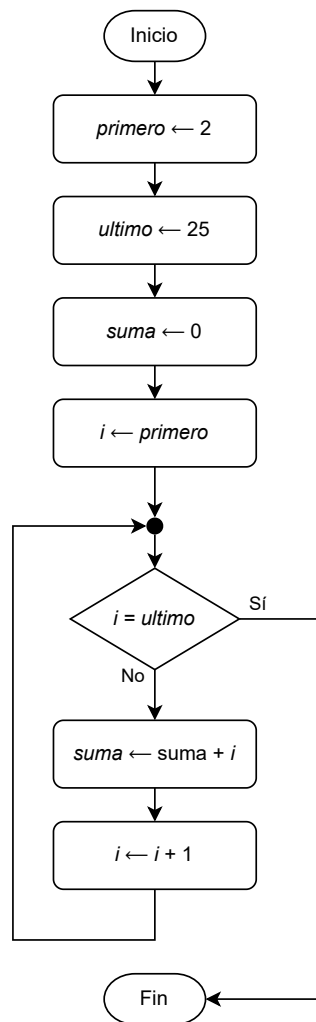 Inicio
primero ← 2
ultimo ← 25
suma ← 0
i ← primero
i = ultimo
Sí
No
suma ← suma + i
i ← i + 1
Fin